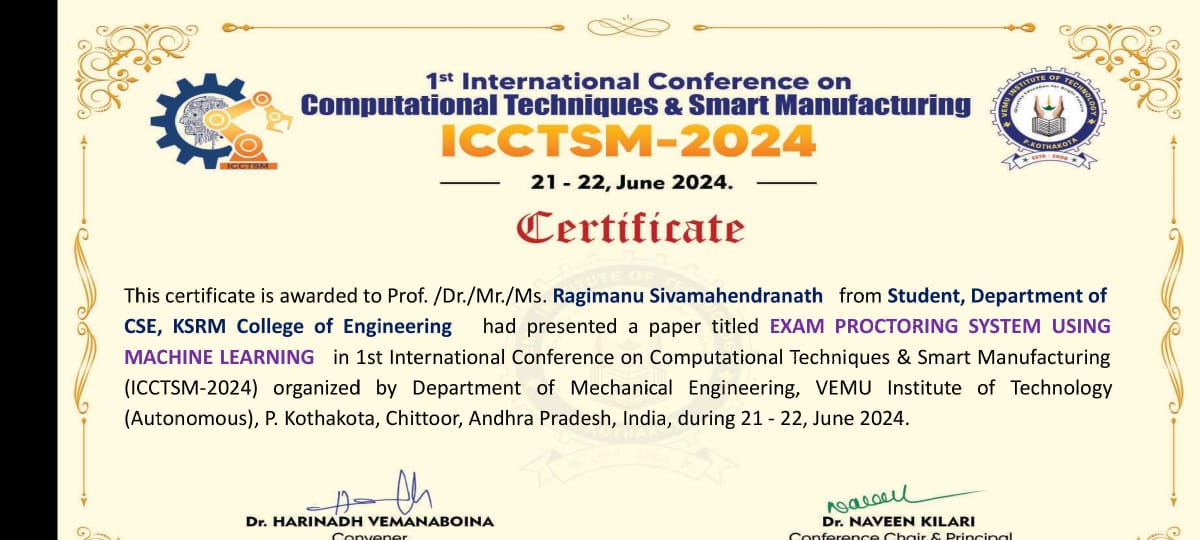 1st International Conference on
Computational Techniques & Smart Manufacturing
ICCTSM-2024
21 - 22, June 2024.
ICCTSM
VEMU INSTITUTE OF TECHNOLOGY
P.KOTHAKOTA
ESTD : 2008
Certificate
This certificate is awarded to Prof. /Dr./Mr./Ms. Ragimanu Sivamahendranath from Student, Department of
CSE, KSRM College of Engineering had presented a paper titled EXAM PROCTORING SYSTEM USING
MACHINE LEARNING in 1st International Conference on Computational Techniques & Smart Manufacturing
(ICCTSM-2024) organized by Department of Mechanical Engineering, VEMU Institute of Technology
(Autonomous), P. Kothakota, Chittoor, Andhra Pradesh, India, during 21 - 22, June 2024.
Naveen
Dr. HARINADH VEMANABOINA
Dr. NAVEEN KILARI
Convener
Conference Chair & Principal